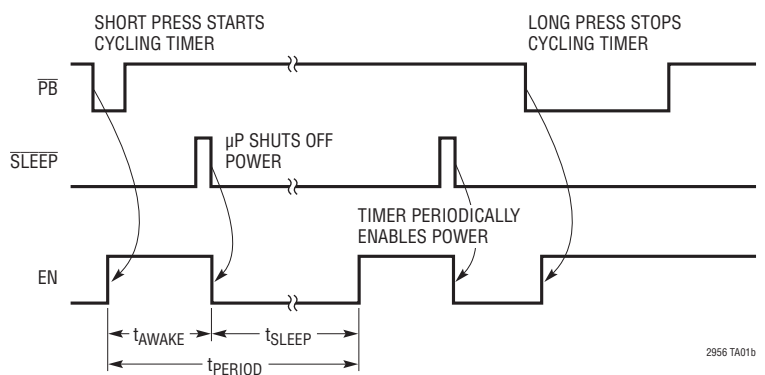 SHORT PRESS STARTS
CYCLING TIMER
LONG PRESS STOPS
CYCLING TIMER
PB
µP SHUTS OFF
POWER
SLEEP
TIMER PERIODICALLY
ENABLES POWER
EN
tAWAKE
tSLEEP
tPERIOD
2956 TA01b